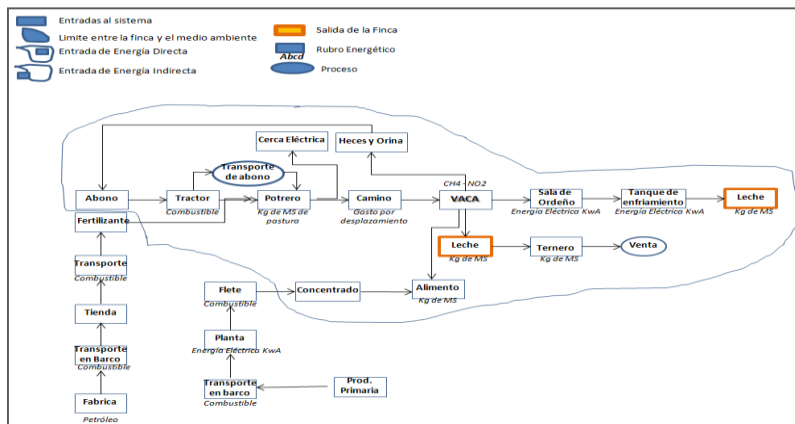 Entradas al sistema
Límite entre la finca y el medio ambiente
Entrada de Energía Directa
Entrada de Energía Indirecta
Salida de la Finca
Rubro Energético
Abcd
Proceso
Cerca Eléctrica
Heces y Orina
Transporte
de abono
CH4 - NO2
Abono
Tractor
Combustible
Potrero
Kg de MS de
pastura
Camino
Gasto por
desplazamiento
VACA
Sala de
Ordeño
Energía Eléctrica KwA
Tanque de
enfriamiento
Energía Eléctrica KwA
Leche
Kg de MS
Fertilizante
Leche
Kg de MS
Ternero
Kg de MS
Venta
Transporte
Combustible
Flete
Combustible
Concentrado
Alimento
Kg de MS
Tienda
Planta
Energía Eléctrica KwA
Transporte
en Barco
Combustible
Transporte
en barco
Combustible
Prod.
Primaria
Fabrica
Petróleo